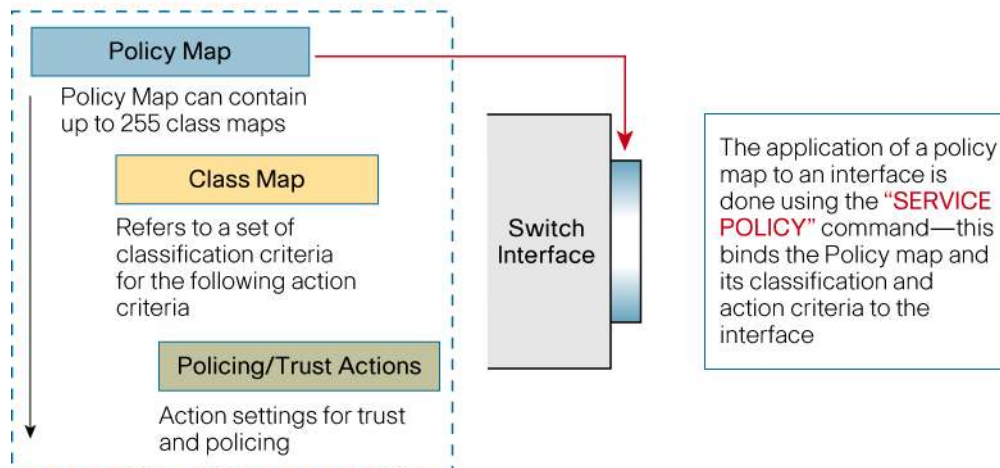 Policy Map
Policy Map can contain
up to 255 class maps
Class Map
Refers to a set of
classification criteria
for the following action
criteria
Policing/Trust Actions
Action settings for trust
and policing
Switch
Interface
The application of a policy
map to an interface is
done using the “SERVICE
POLICY” command—this
binds the Policy map and
its classification and
action criteria to the
interface